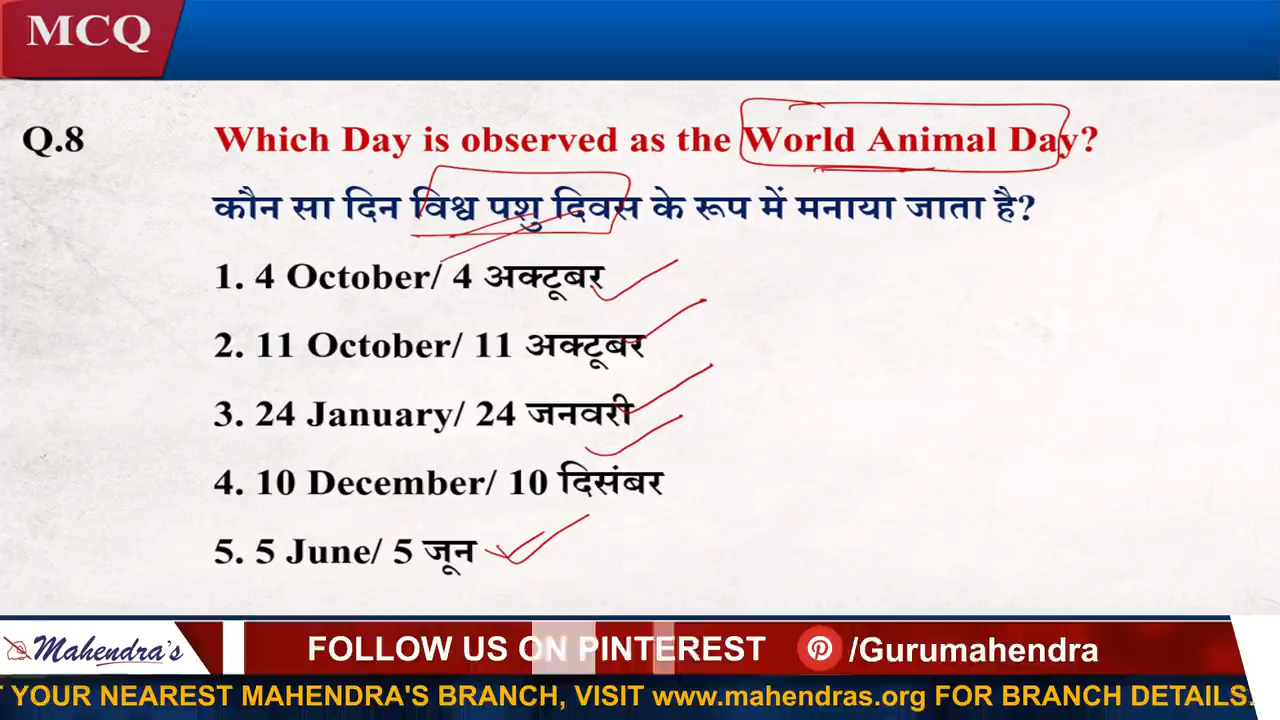 MCQ
Q.8 Which Day is observed as the World Animal Day?
कौन सा दिन विश्व पशु दिवस के रूप में मनाया जाता है?
1. 4 October/ 4 अक्टूबर
2. 11 October/ 11 अक्टूबर
3. 24 January/ 24 जनवरी
4. 10 December/ 10 दिसंबर
5. 5 June/ 5 जून
Mahendra's FOLLOW US ON PINTEREST /Gurumahendra
YOUR NEAREST MAHENDRA'S BRANCH, VISIT www.mahendras.org FOR BRANCH DETAILS.